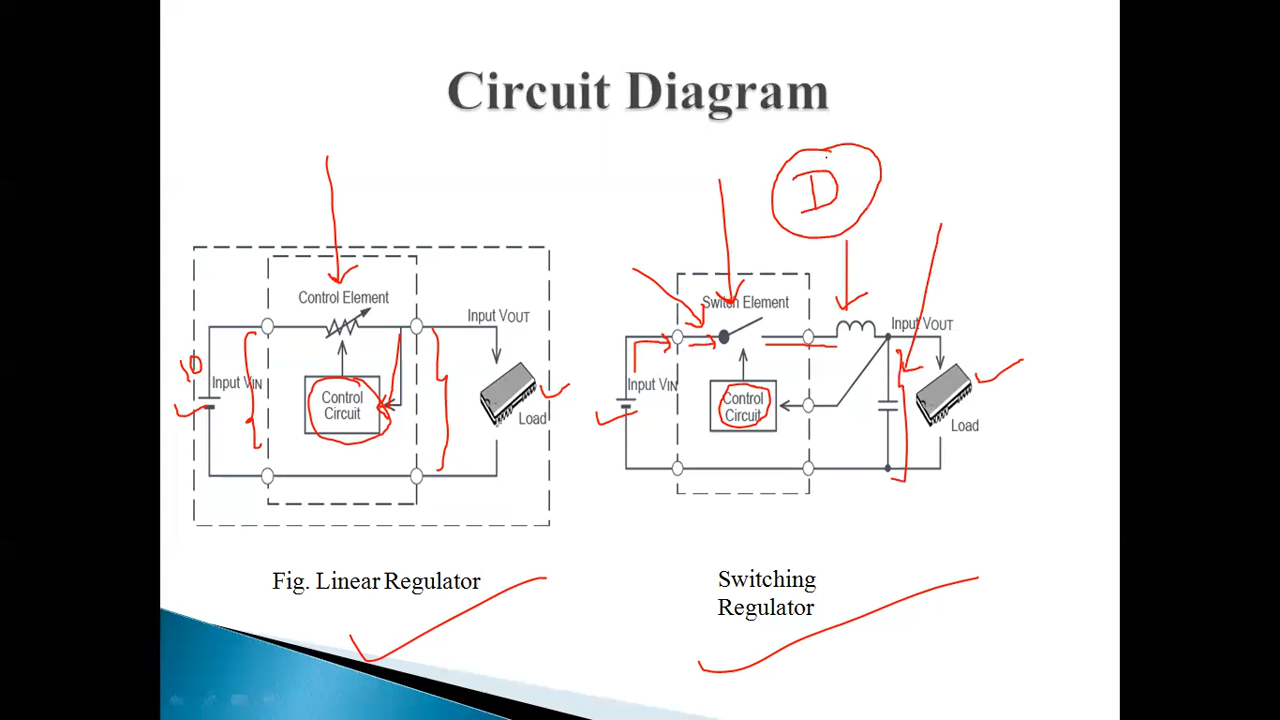 Circuit Diagram
D
Control Element
Input VOUT
10
Input VIN
Control
Circuit
Load
Switch Element
Input VOUT
Input VIN
Control
Circuit
Load
Fig. Linear Regulator
Switching
Regulator